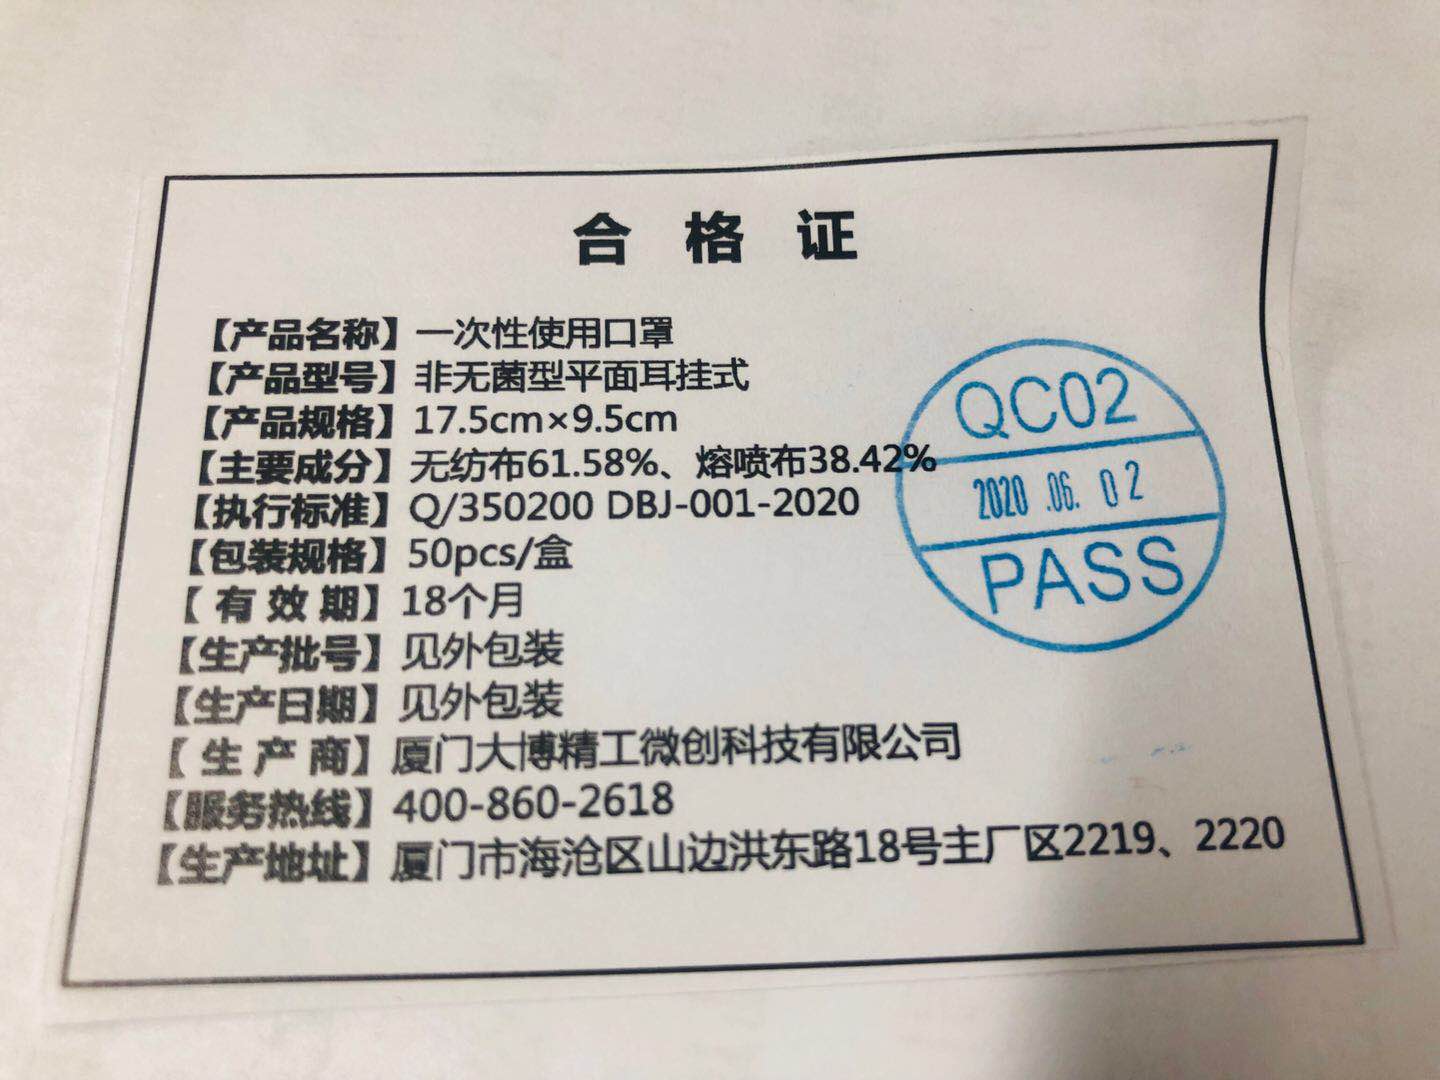 合格证
【产品名称】一次性使用口罩
【产品型号】非无菌型平面耳挂式
【产品规格】17.5cm×9.5cm
【主要成分】无纺布61.58%、熔喷布38.42%
【执行标准】Q/350200 DBJ-001-2020
【包装规格】50pcs/盒
【有效期】18个月
【生产批号】见外包装
【生产日期】见外包装
【生产商】厦门大博精工微创科技有限公司
【服务热线】400-860-2618
【生产地址】厦门市海沧区山边洪东路18号主厂区2219、2220
QC02
2020.06.02
PASS